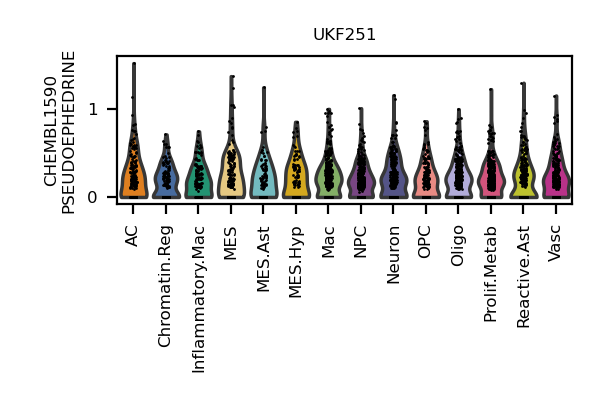 UKF251
CHEMBL1590
PSEUDOEPHEDRINE
1
0
AC
Chromatin.Reg
Inflammatory.Mac
MES
MES.Ast
MES.Hyp
Mac
NPC
Neuron
OPC
Oligo
Prolif.Metab
Reactive.Ast
Vasc